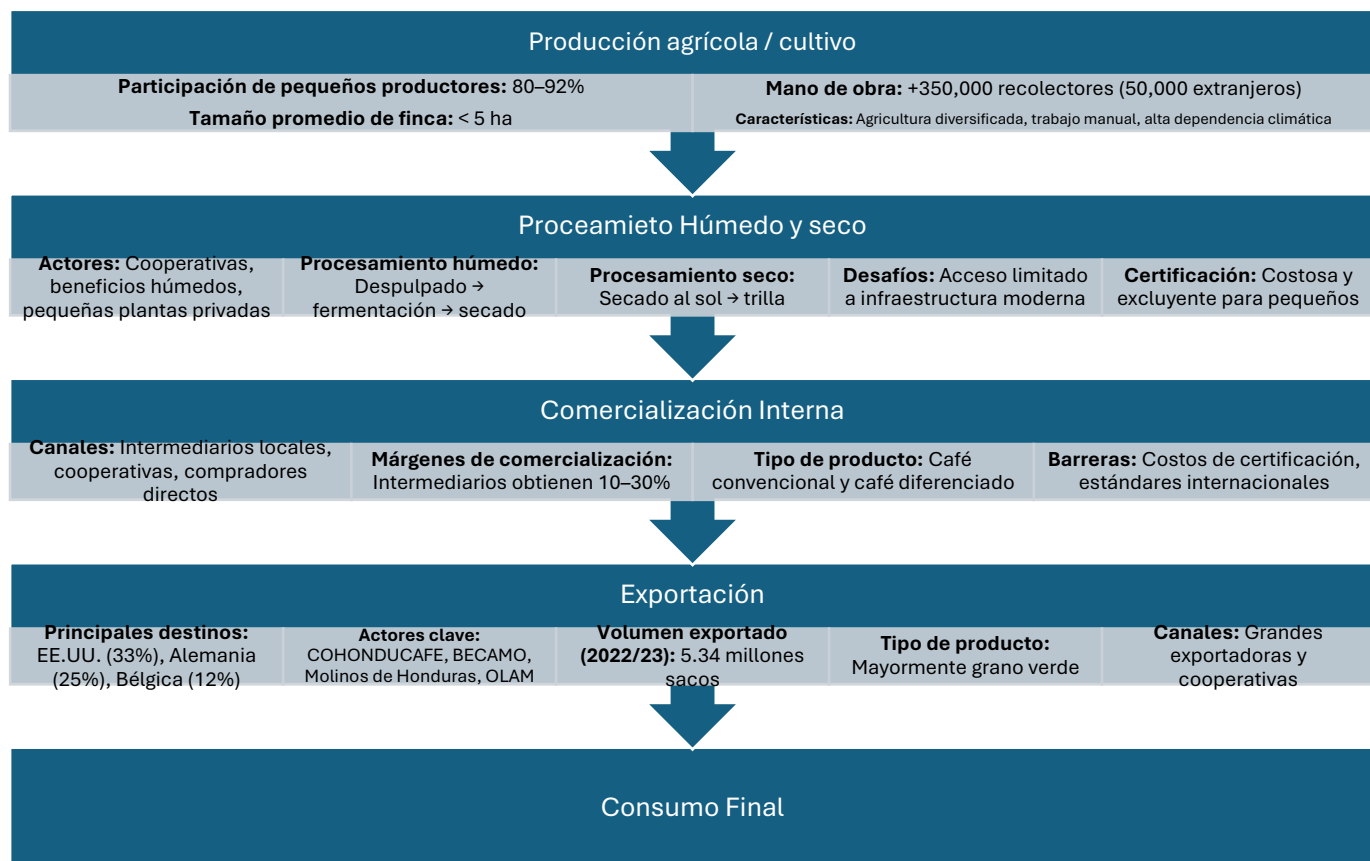 Producción agrícola / cultivo
Participación de pequeños productores: 80–92%
Tamaño promedio de finca: < 5 ha
Mano de obra: +350,000 recolectores (50,000 extranjeros)
Características: Agricultura diversificada, trabajo manual, alta dependencia climática
Proceamieto Húmedo y seco
Actores: Cooperativas,
beneficios húmedos,
pequeñas plantas privadas
Procesamiento húmedo:
Despulpado →
fermentación → secado
Procesamiento seco:
Secado al sol → trilla
Desafíos: Acceso limitado
a infraestructura moderna
Certificación: Costosa y
excluyente para pequeños
Comercialización Interna
Canales: Intermediarios locales,
cooperativas, compradores
directos
Márgenes de comercialización:
Intermediarios obtienen 10–30%
Tipo de producto: Café
convencional y café diferenciado
Barreras: Costos de certificación,
estándares internacionales
Exportación
Principales destinos:
EE.UU. (33%), Alemania
(25%), Bélgica (12%)
Actores clave:
COHONDUCAFE, BECAMO,
Molinos de Honduras, OLAM
Volumen exportado
(2022/23): 5.34 millones
sacos
Tipo de producto:
Mayormente grano verde
Canales: Grandes
exportadoras y
cooperativas
Consumo Final